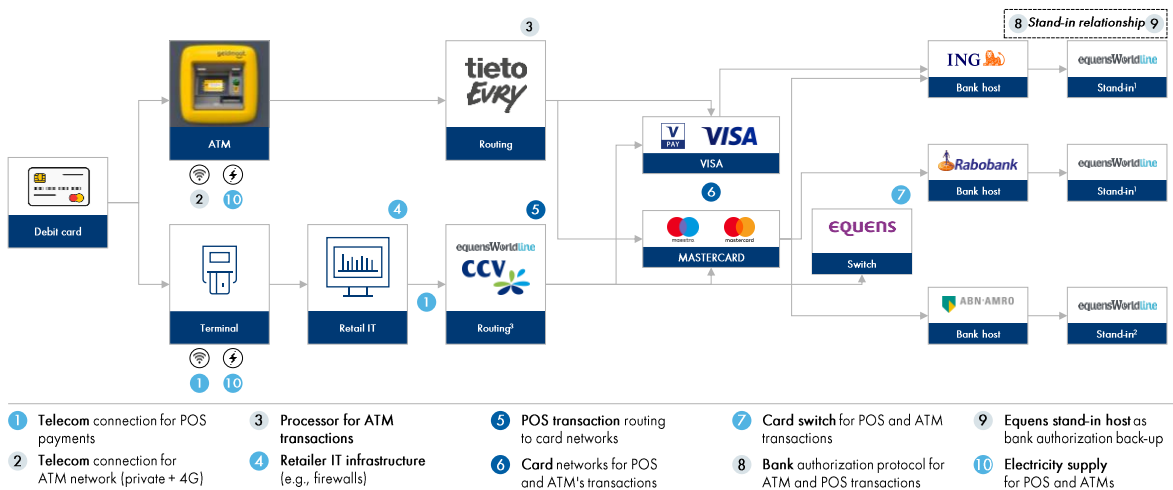 8 Stand-in relationship 9
3
geldmaat
tieto
EVRY
ING
equensWorldline
Bank host
Stand-in¹
ATM
Routing
V
PAY
VISA
VISA
Rabobank
equensWorldline
Bank host
Stand-in¹
2
10
6
7
Debit card
4
5
maestro
mastercard
MASTERCARD
EQUENS
Switch
equensWorldline
CCV
1
ABN·AMRO
equensWorldline
Bank host
Stand-in²
Terminal
Retail IT
Routing³
1
10
1 Telecom connection for POS
payments
2 Telecom connection for
ATM network (private + 4G)
3 Processor for ATM
transactions
4 Retailer IT infrastructure
(e.g., firewalls)
5 POS transaction routing
to card networks
6 Card networks for POS
and ATM's transactions
7 Card switch for POS and ATM
transactions
8 Bank authorization protocol for
ATM and POS transactions
9 Equens stand-in host as
bank authorization back-up
10 Electricity supply
for POS and ATMs